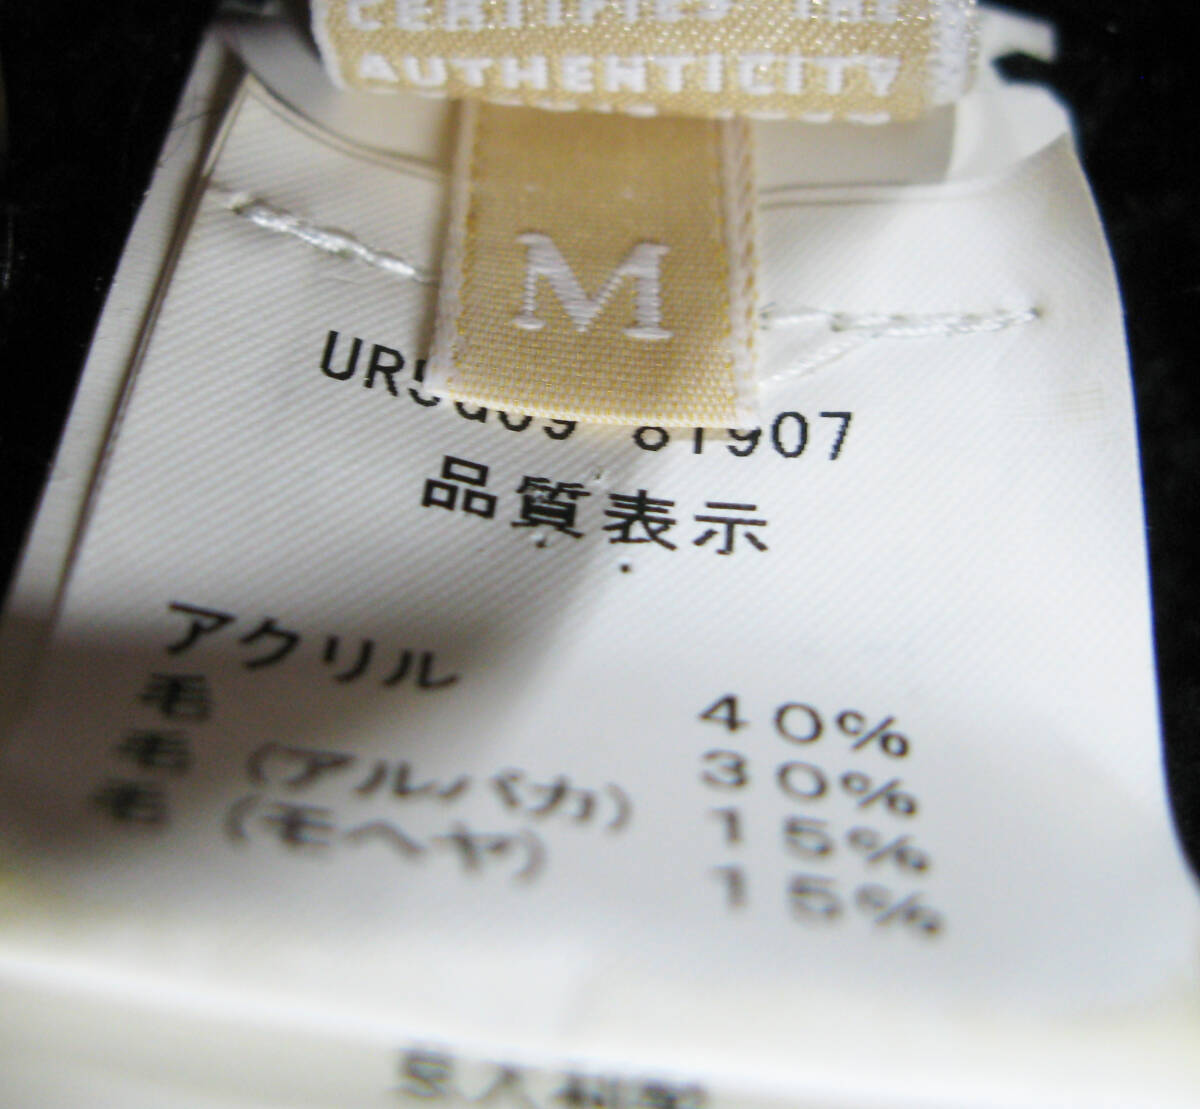 CERTIFIES THE
AUTHENTICITY
M
81907
品質表示
アクリル 40%
毛 30%
毛 (アルパカ) 15%
毛 (モヘヤ) 15%